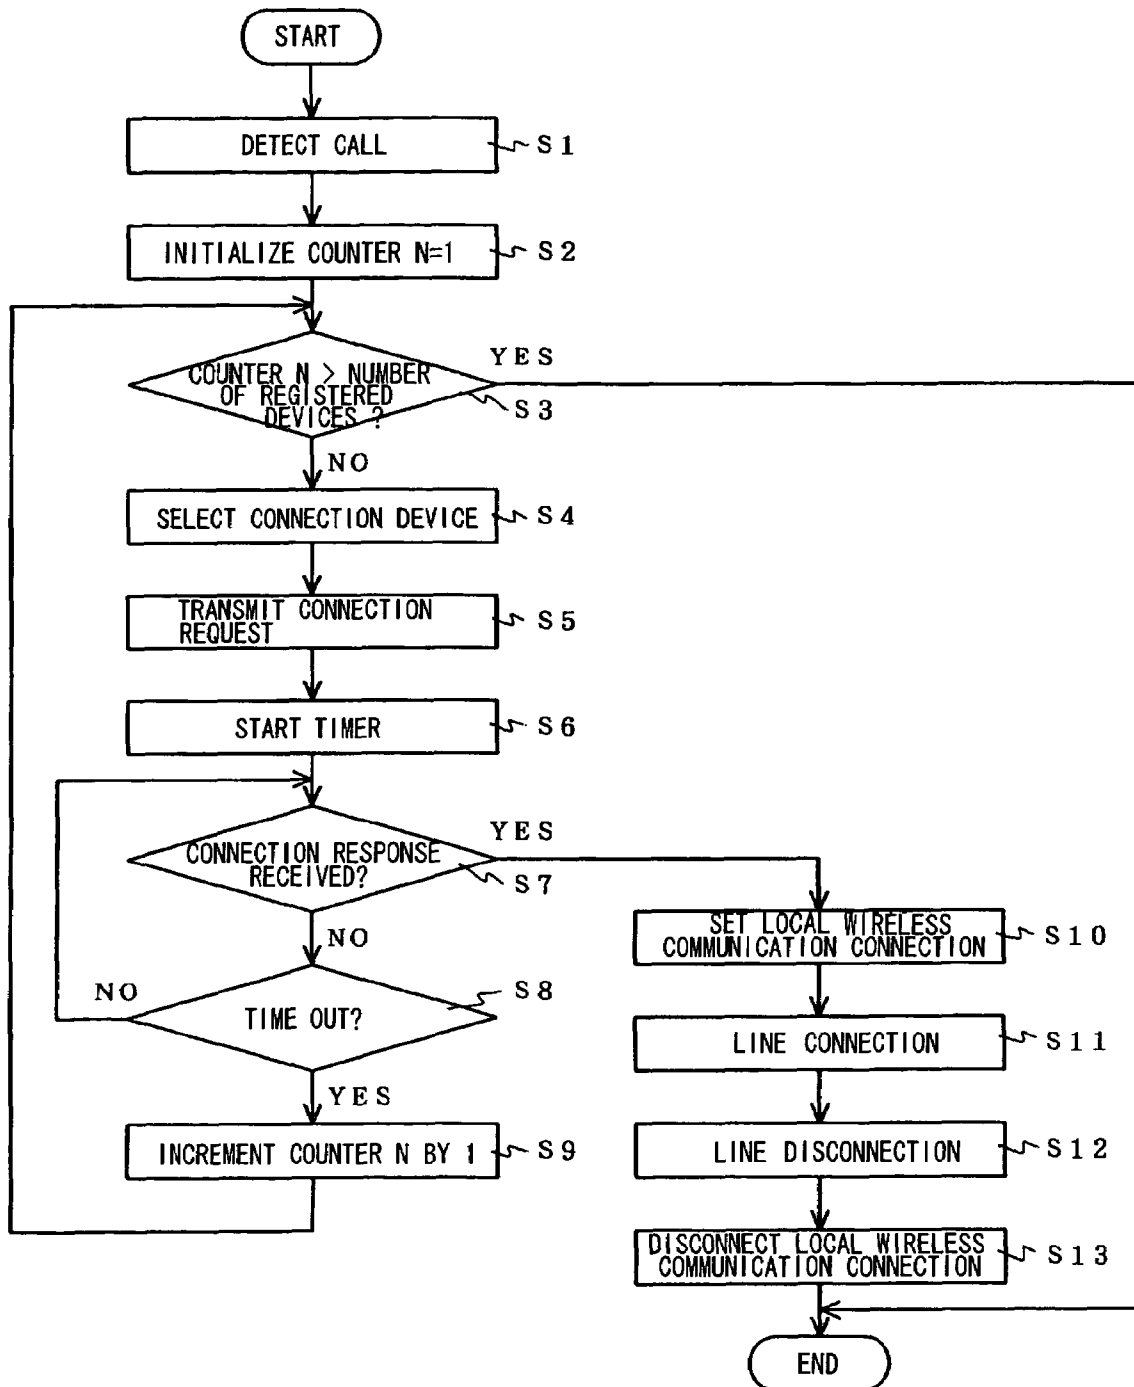 START
DETECT CALL
S1
INITIALIZE COUNTER N=1
S2
YES
COUNTER N > NUMBER
OF REGISTERED
DEVICES ?
S3
NO
SELECT CONNECTION DEVICE
S4
TRANSMIT CONNECTION
REQUEST
S5
START TIMER
S6
YES
CONNECTION RESPONSE
RECEIVED?
S7
NO
NO
TIME OUT?
S8
YES
INCREMENT COUNTER N BY 1
S9
SET LOCAL WIRELESS
COMMUNICATION CONNECTION
S10
LINE CONNECTION
S11
LINE DISCONNECTION
S12
DISCONNECT LOCAL WIRELESS
COMMUNICATION CONNECTION
S13
END